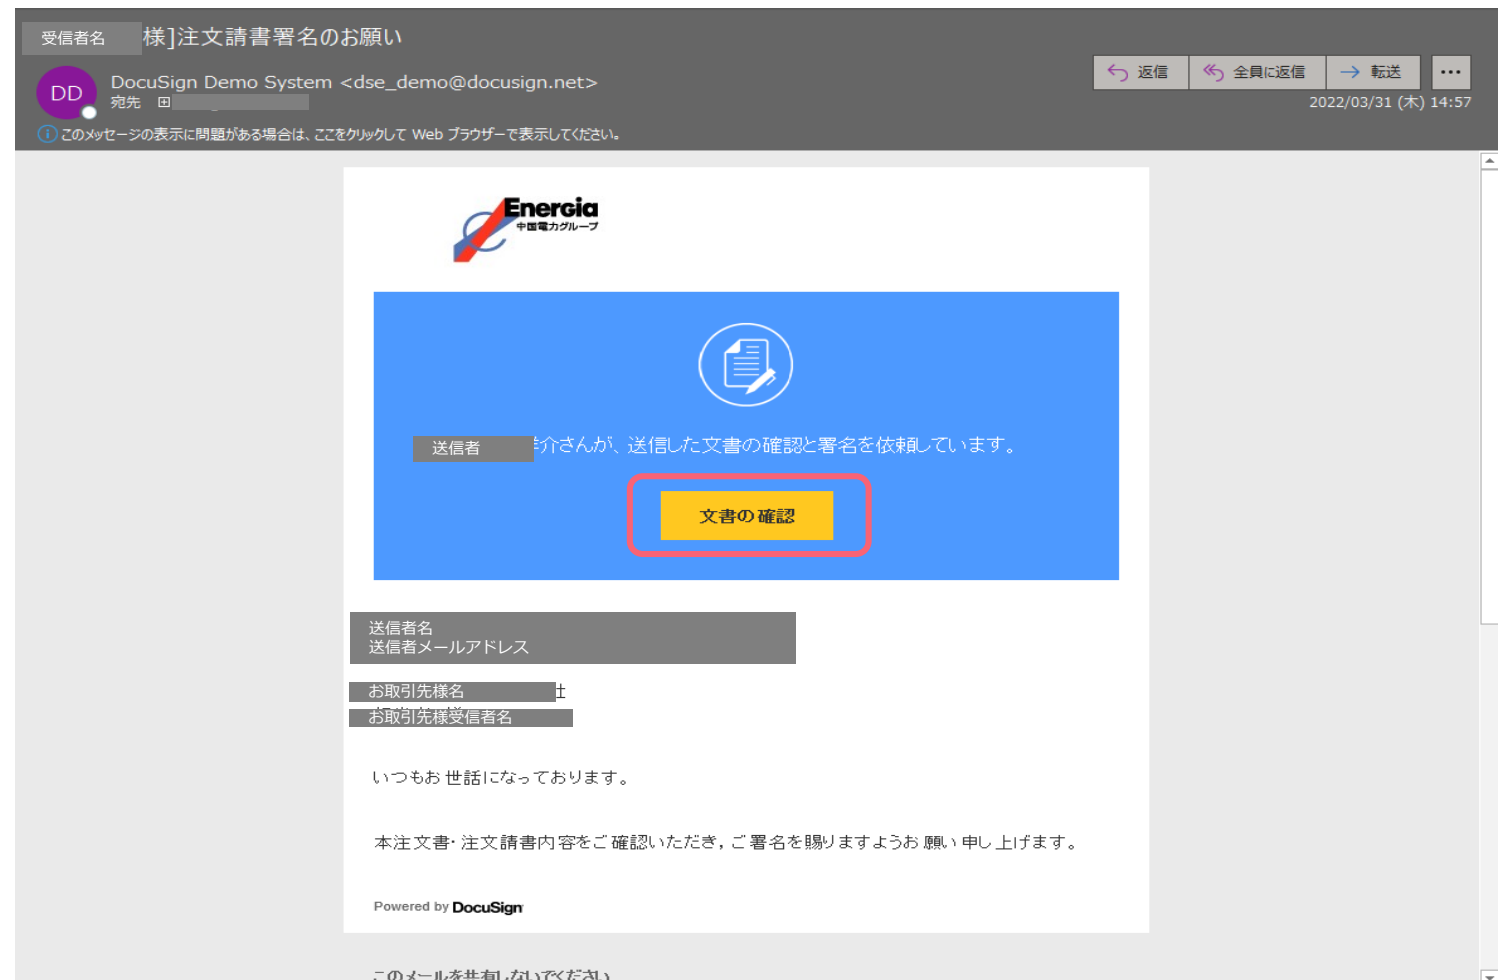 受信者名 様]注文請書署名のお願い
DD
DocuSign Demo System <dse_demo@docusign.net>
宛先
返信 全員に返信 転送 …
2022/03/31 (木) 14:57
このメッセージの表示に問題がある場合は、ここをクリックして Web ブラウザーで表示してください。
Energia
中国電力グループ
送信者 介さんが、送信した文書の確認と署名を依頼しています。
文書の確認
送信者名
送信者メールアドレス
お取引先様名
お取引先様受信者名
いつもお世話になっております。
本注文書・注文請書内容をご確認いただき，ご署名を賜りますようお願い申し上げます。
Powered by DocuSign
このメールを共有しないでください